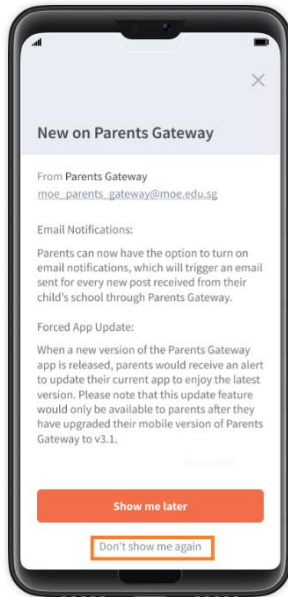 New on Parents Gateway
From Parents Gateway
moe_parents_gateway@moe.edu.sg
Email Notifications:
Parents can now have the option to turn on
email notifications, which will trigger an email
sent for every new post received from their
child's school through Parents Gateway.
Forced App Update:
When a new version of the Parents Gateway
app is released, parents would receive an alert
to update their current app to enjoy the latest
version. Please note that this update feature
would only be available to parents after they
have upgraded their mobile version of Parents
Gateway to v3.1.
Show me later
Don't show me again